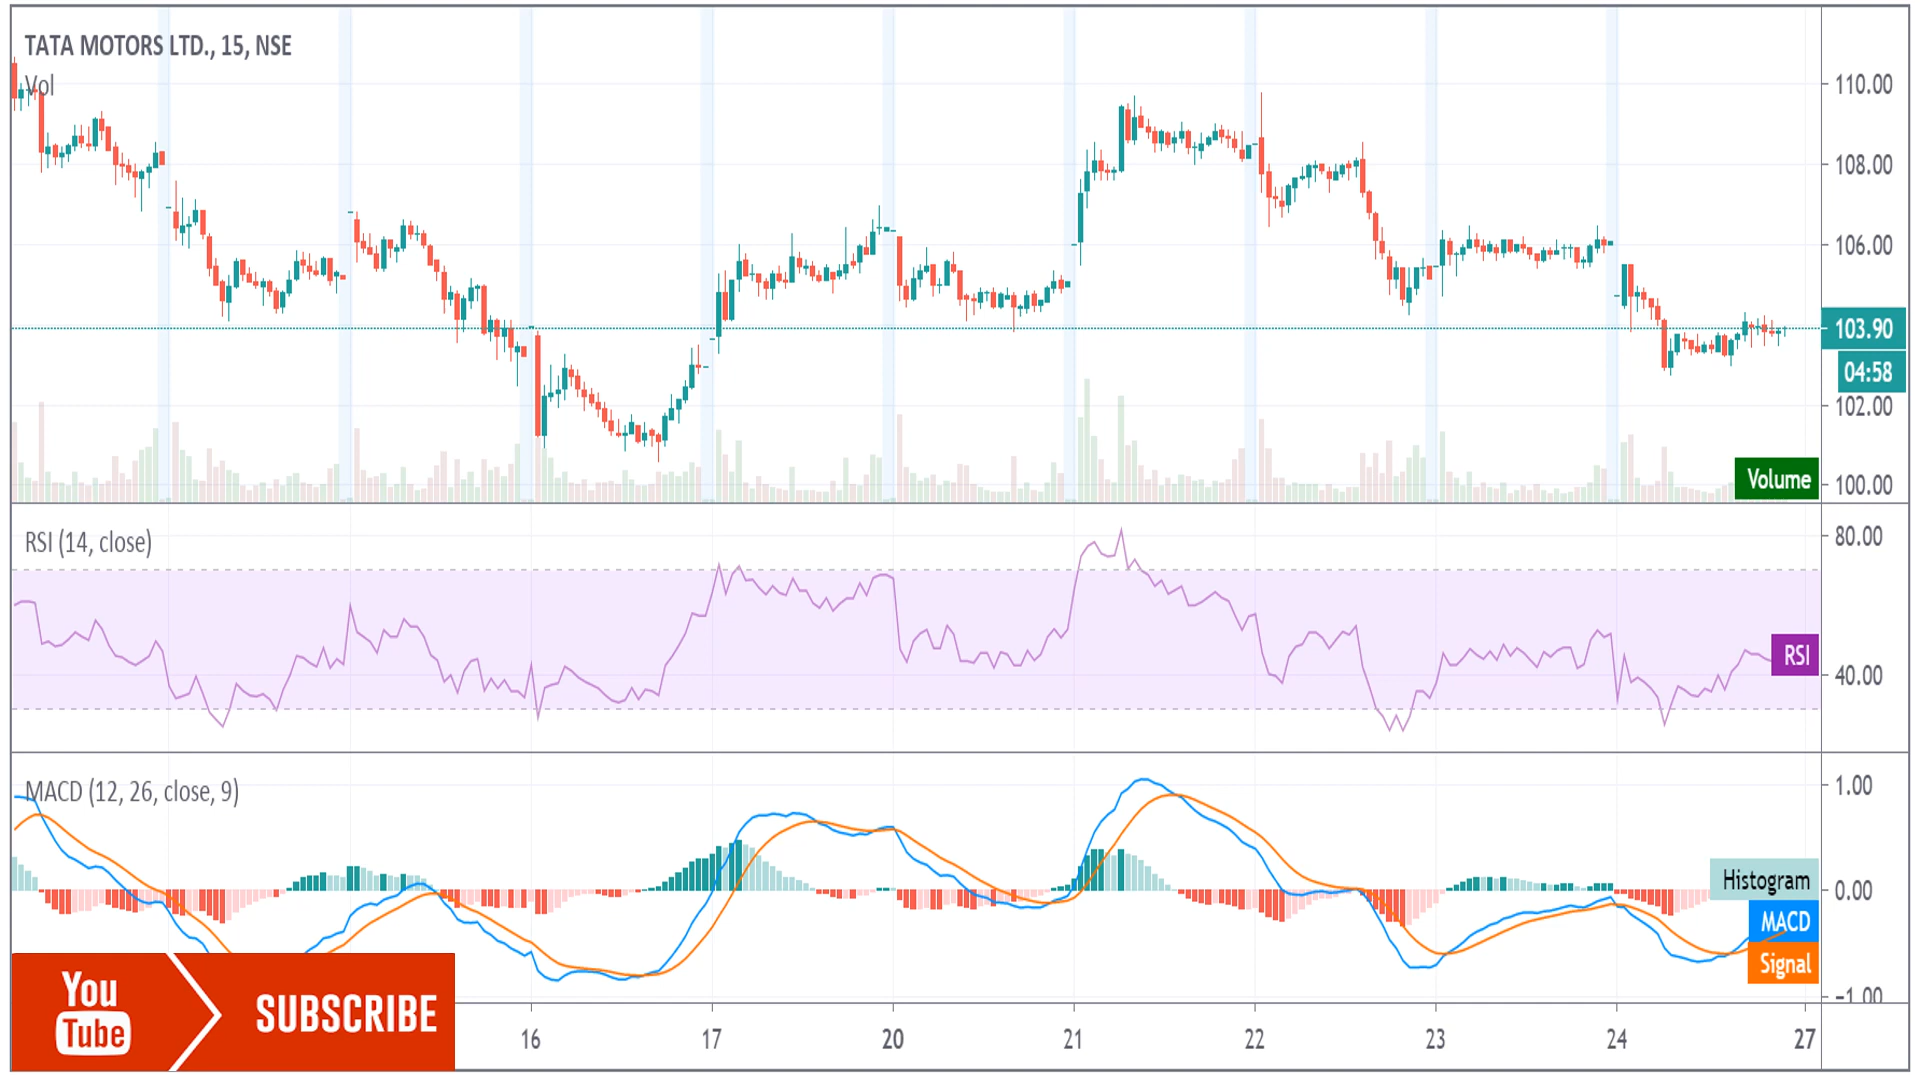 TATA MOTORS LTD., 15, NSE
Vol
110.00
108.00
106.00
103.90
04:58
102.00
Volume
100.00
RSI (14, close)
80.00
RSI
40.00
MACD (12, 26, close, 9)
1.00
Histogram
0.00
MACD
Signal
-1.00
You
Tube
SUBSCRIBE
16 17 20 21 22 23 24 27